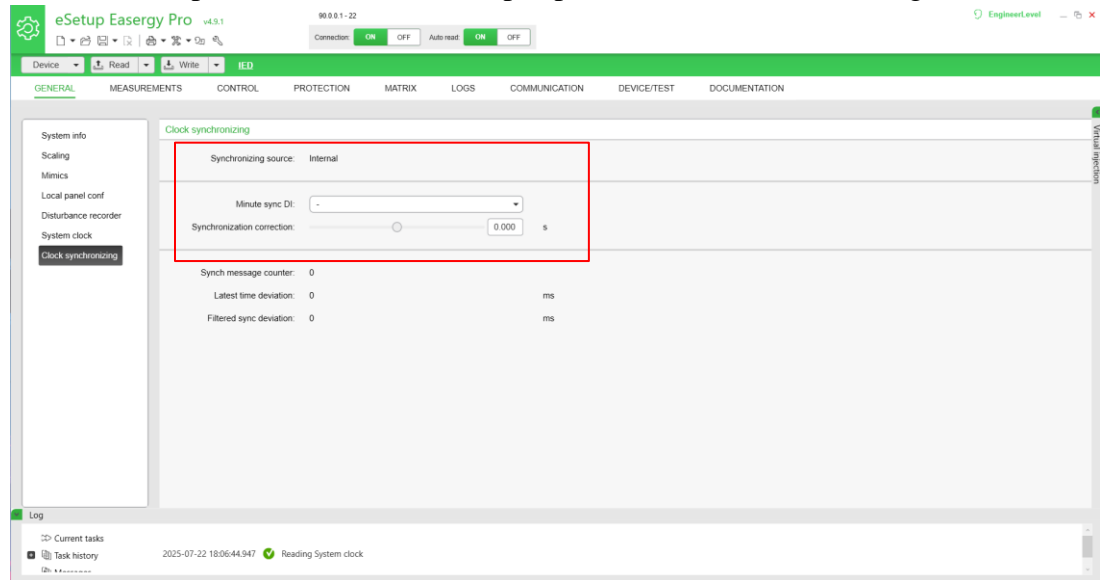 eSetup Easergy Pro v4.9.1
90.0.0.1 - 22
EngineerLevel
Connection: ON OFF Auto read: ON OFF
Device Read Write IED
GENERAL MEASUREMENTS CONTROL PROTECTION MATRIX LOGS COMMUNICATION DEVICE/TEST DOCUMENTATION
System info
Scaling
Mimics
Local panel conf
Disturbance recorder
System clock
Clock synchronizing
Clock synchronizing
Synchronizing source: Internal
Minute sync DI: -
Synchronization correction: 0.000 s
Synch message counter: 0
Latest time deviation: 0 ms
Filtered sync deviation: 0 ms
Virtual injection
Log
Current tasks
Task history
2025-07-22 18:06:44.947 Reading System clock